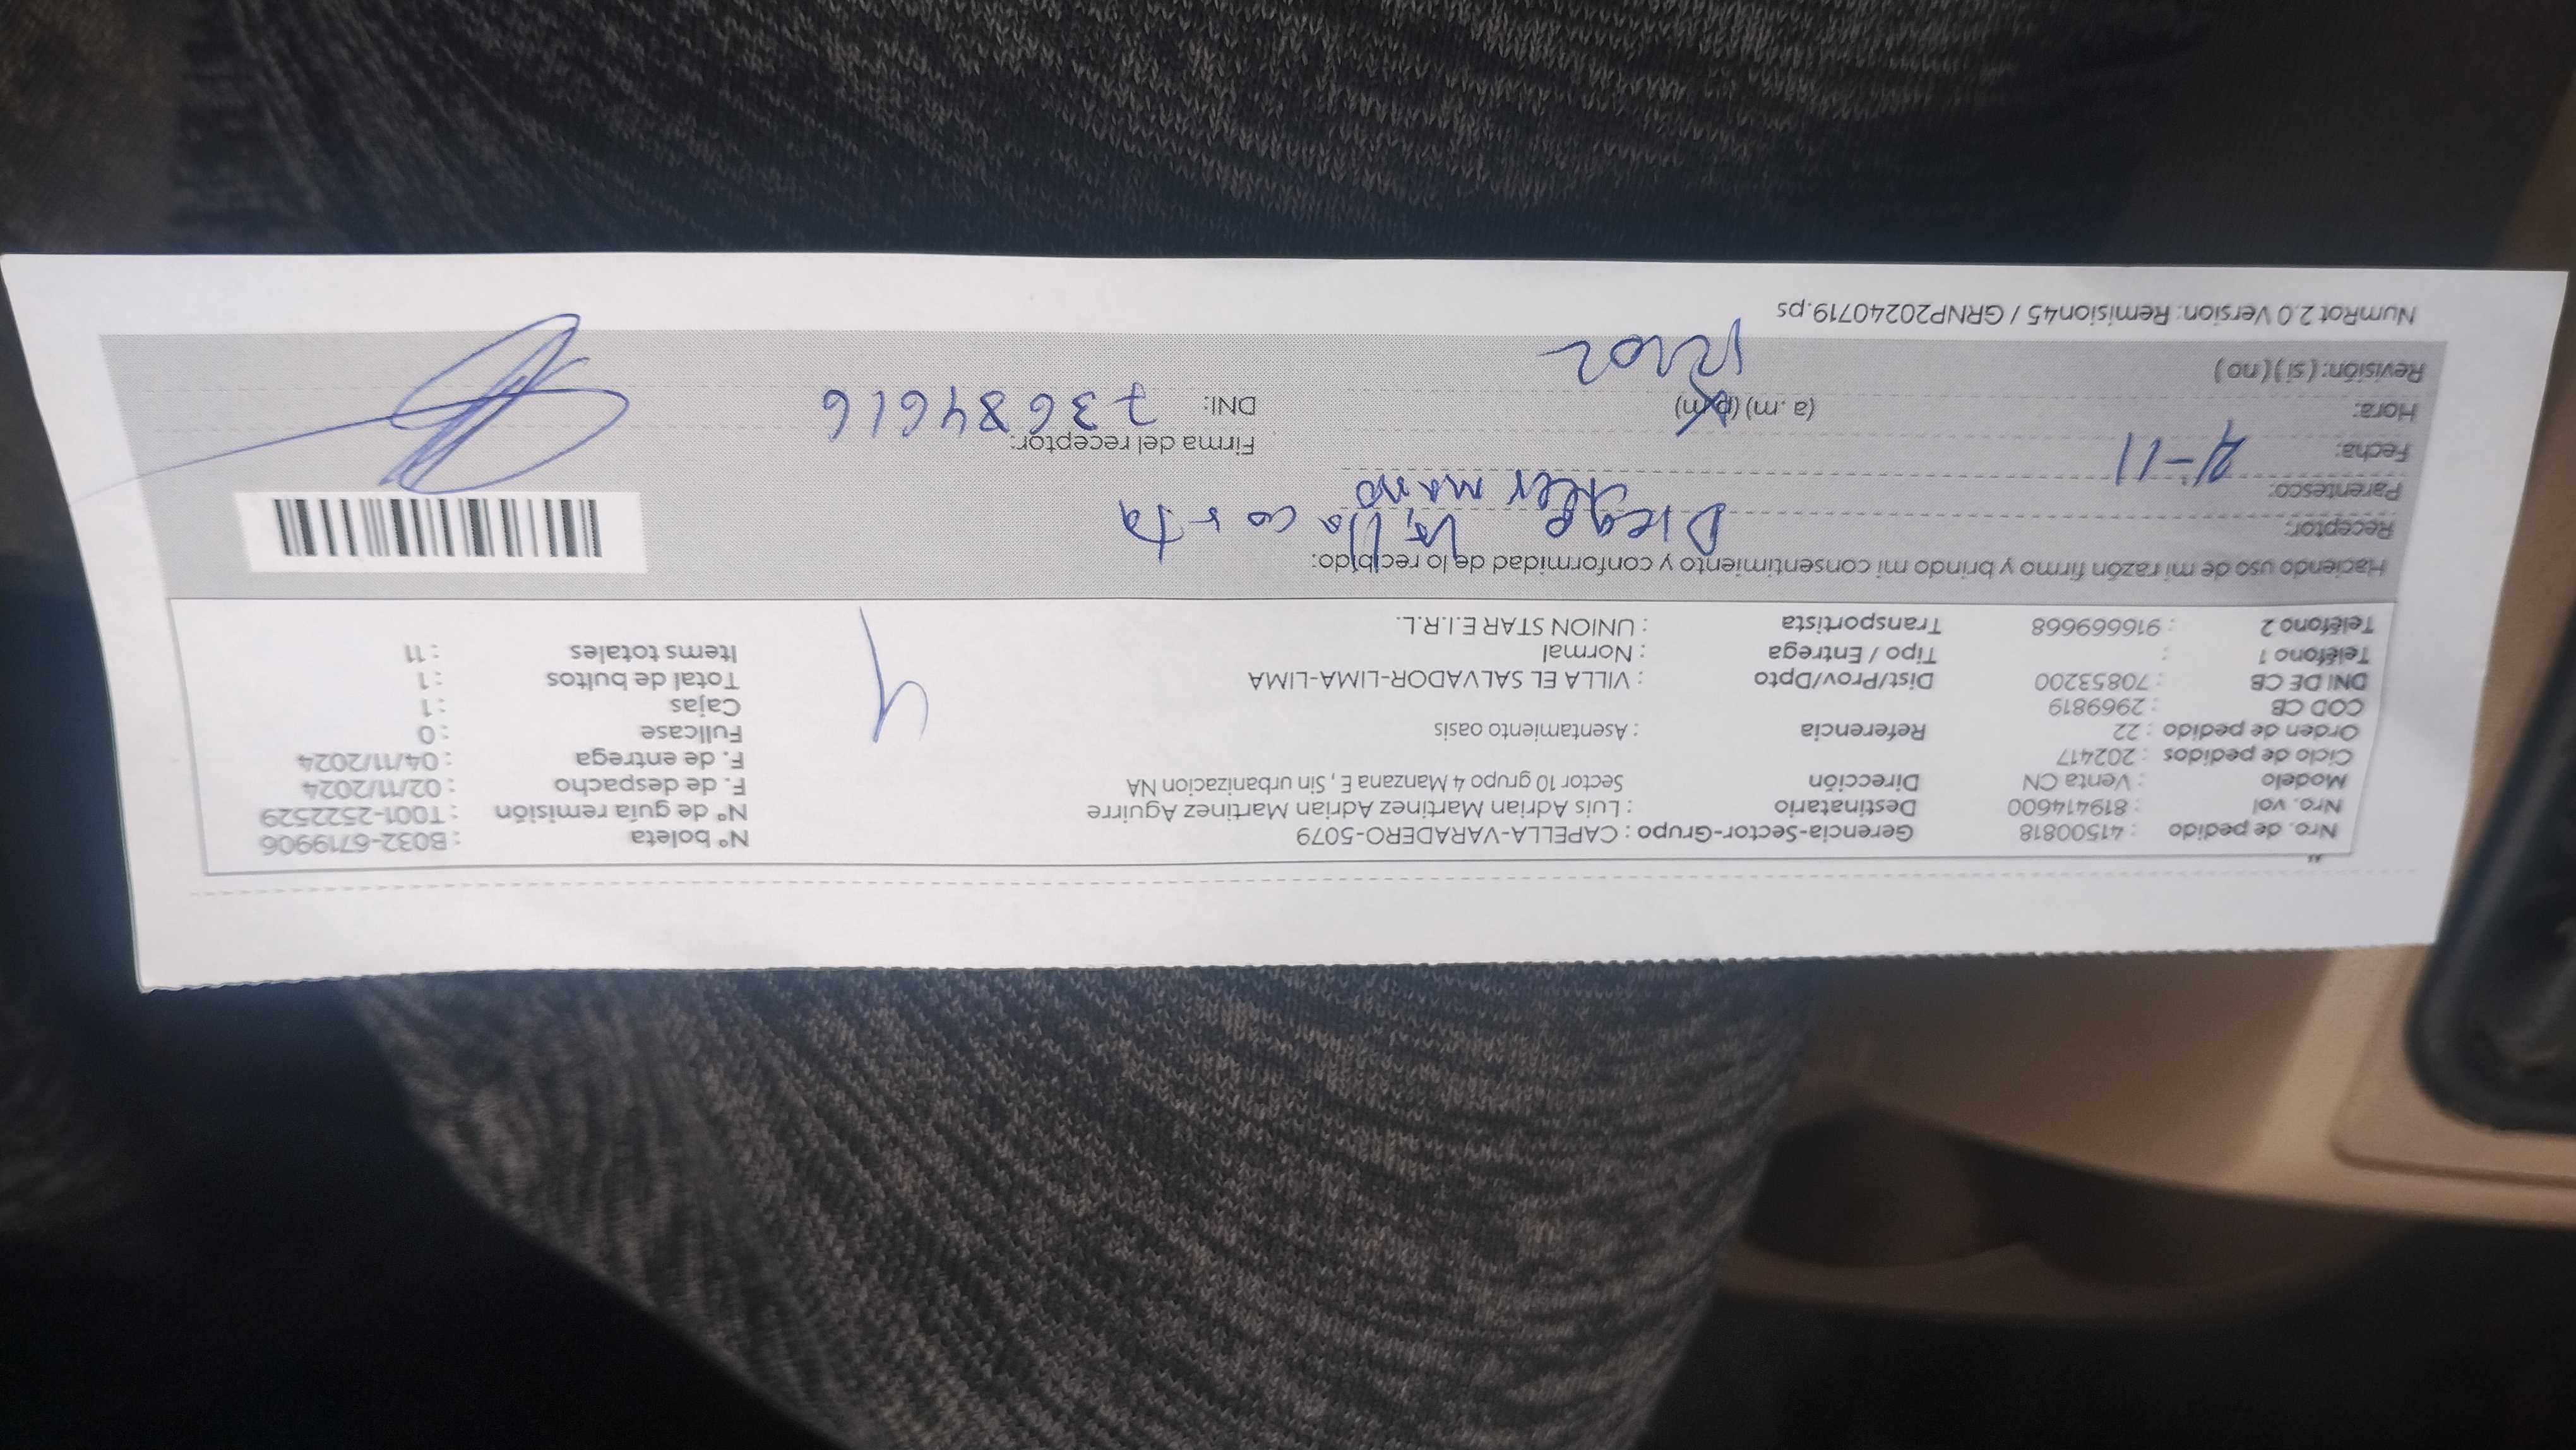 Nro. de pedido : 41500818 Gerencia-Sector-Grupo : CAPELLA-VARADERO-5079 N° boleta : B032-6719906
Nro. vol : 819414600 Destinatario : Luis Adrian Martinez Adrian Martinez Aguirre N° de guía remisión : T001-2522529
Modelo : Venta CN Dirección Sector 10 grupo 4 Manzana E , Sin urbanizacion NA F. de despacho : 02/11/2024
Ciclo de pedidos : 202417 F. de entrega : 04/11/2024
Orden de pedido : 22 Referencia : Asentamiento oasis Fullcase : 0
COD CB : 2969819 Cajas : 1
DNI DE CB : 70853200 Dist/Prov/Dpto : VILLA EL SALVADOR-LIMA-LIMA Total de bultos : 1
Teléfono 1 : Tipo / Entrega : Normal Items totales : 11
Teléfono 2 : 916669668 Transportista : UNION STAR E.I.R.L.
4
Haciendo uso de mi razón firmo y brindo mi consentimiento y conformidad de lo recibido:
Receptor: Diego Villacorta
Parentesco: Hermano
Fecha: 4-11 Firma del receptor:
Hora: (a.m) (p.m) DNI: 73684616
Revisión: ( si ) ( no ) 12:02
NumRot 2.0 Version: Remision45 / GRNP20240719.ps